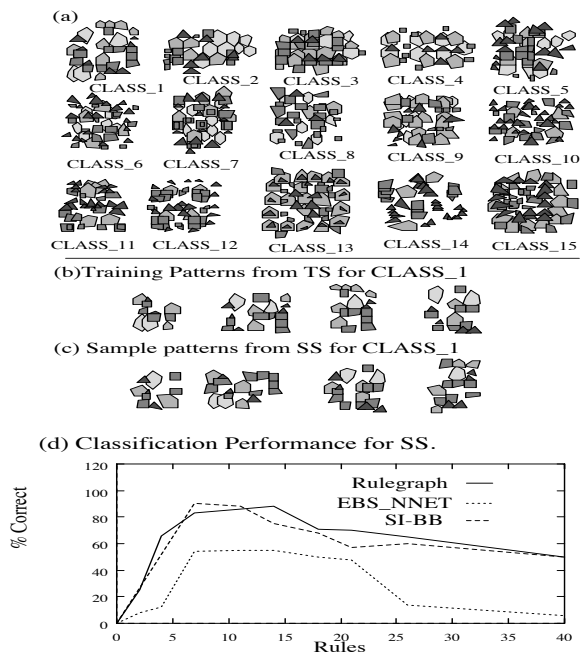 (a)
CLASS_1 CLASS_2 CLASS_3 CLASS_4 CLASS_5
CLASS_6 CLASS_7 CLASS_8 CLASS_9 CLASS_10
CLASS_11 CLASS_12 CLASS_13 CLASS_14 CLASS_15
(b)Training Patterns from TS for CLASS_1
(c) Sample patterns from SS for CLASS_1
(d) Classification Performance for SS.
% Correct
120
100
80
60
40
20
0
Rulegraph
EBS_NNET
SI-BB
0 5 10 15 20 25 30 35 40
Rules